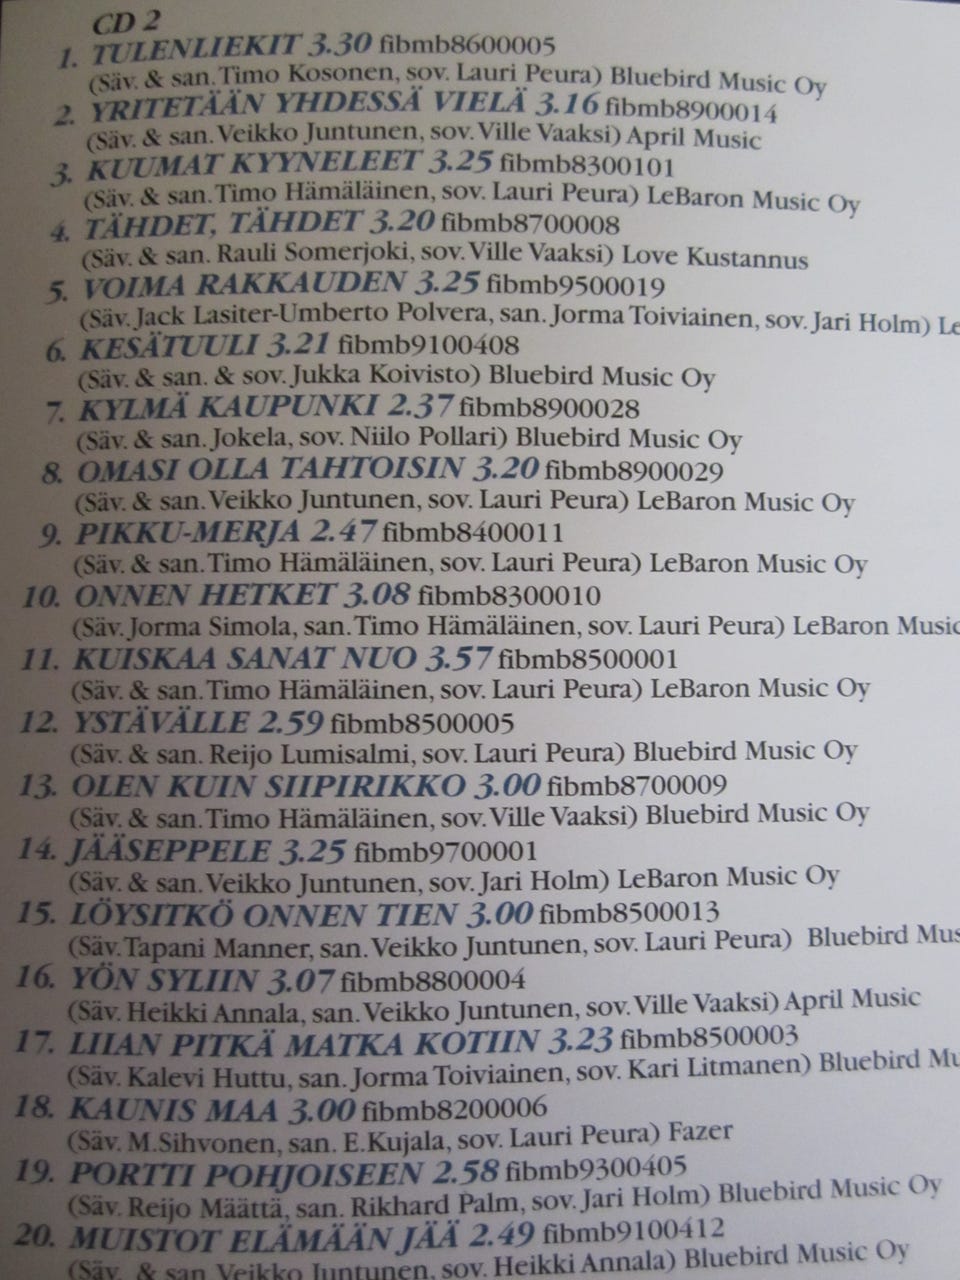 CD 2
1. TULENLIEKIT 3.30 fibmb8600005
(Säv. & san. Timo Kosonen, sov. Lauri Peura) Bluebird Music Oy
2. YRITETÄÄN YHDESSÄ VIELÄ 3.16 fibmb8900014
(Säv. & san. Veikko Juntunen, sov. Ville Vaaksi) April Music
3. KUUMAT KYYNELEET 3.25 fibmb8300101
(Säv. & san. Timo Hämäläinen, sov. Lauri Peura) LeBaron Music Oy
4. TÄHDET, TÄHDET 3.20 fibmb8700008
(Säv. & san. Rauli Somerjoki, sov. Ville Vaaksi) Love Kustannus
5. VOIMA RAKKAUDEN 3.25 fibmb9500019
(Säv. Jack Lasiter-Umberto Polvera, san. Jorma Toiviainen, sov. Jari Holm) Le
6. KESÄTUULI 3.21 fibmb9100408
(Säv. & san. & sov. Jukka Koivisto) Bluebird Music Oy
7. KYLMÄ KAUPUNKI 2.37 fibmb8900028
(Säv. & san. Jokela, sov. Niilo Pollari) Bluebird Music Oy
8. OMASI OLLA TAHTOISIN 3.20 fibmb8900029
(Säv. & san. Veikko Juntunen, sov. Lauri Peura) LeBaron Music Oy
9. PIKKU-MERJA 2.47 fibmb8400011
(Säv. & san. Timo Hämäläinen, sov. Lauri Peura) LeBaron Music Oy
10. ONNEN HETKET 3.08 fibmb8300010
(Säv. Jorma Simola, san. Timo Hämäläinen, sov. Lauri Peura) LeBaron Music
11. KUISKAA SANAT NUO 3.57 fibmb8500001
(Säv. & san. Timo Hämäläinen, sov. Lauri Peura) LeBaron Music Oy
12. YSTÄVÄLLE 2.59 fibmb8500005
(Säv. & san. Reijo Lumisalmi, sov. Lauri Peura) Bluebird Music Oy
13. OLEN KUIN SIIPIRIKKO 3.00 fibmb8700009
(Säv. & san. Timo Hämäläinen, sov. Ville Vaaksi) Bluebird Music Oy
14. JÄÄSEPPELE 3.25 fibmb9700001
(Säv. & san. Veikko Juntunen, sov. Jari Holm) LeBaron Music Oy
15. LÖYSITKÖ ONNEN TIEN 3.00 fibmb8500013
(Säv. Tapani Manner, san. Veikko Juntunen, sov. Lauri Peura) Bluebird Mus
16. YÖN SYLIIN 3.07 fibmb8800004
(Säv. Heikki Annala, san. Veikko Juntunen, sov. Ville Vaaksi) April Music
17. LIIAN PITKÄ MATKA KOTIIN 3.23 fibmb8500003
(Säv. Kalevi Huttu, san. Jorma Toiviainen, sov. Kari Litmanen) Bluebird Mu
18. KAUNIS MAA 3.00 fibmb8200006
(Säv. M.Sihvonen, san. E.Kujala, sov. Lauri Peura) Fazer
19. PORTTI POHJOISEEN 2.58 fibmb9300405
(Säv. Reijo Määttä, san. Rikhard Palm, sov. Jari Holm) Bluebird Music Oy
20. MUISTOT ELÄMÄÄN JÄÄ 2.49 fibmb9100412
(Säv. & san. Veikko Juntunen, sov. Heikki Annala) Bluebird Music Oy